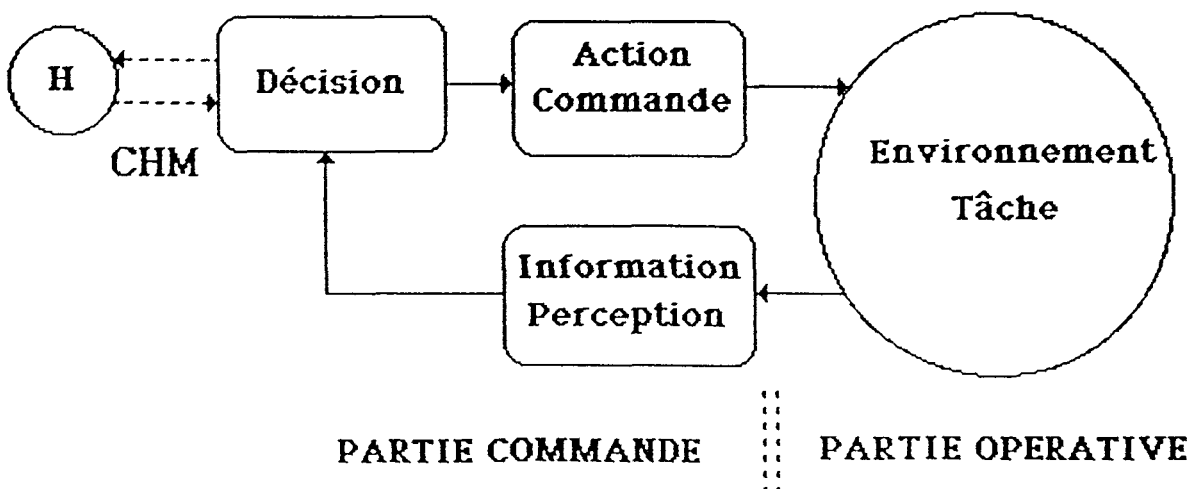 H
CHM
Décision
Action
Commande
Environnement
Tâche
Information
Perception
PARTIE COMMANDE
PARTIE OPERATIVE